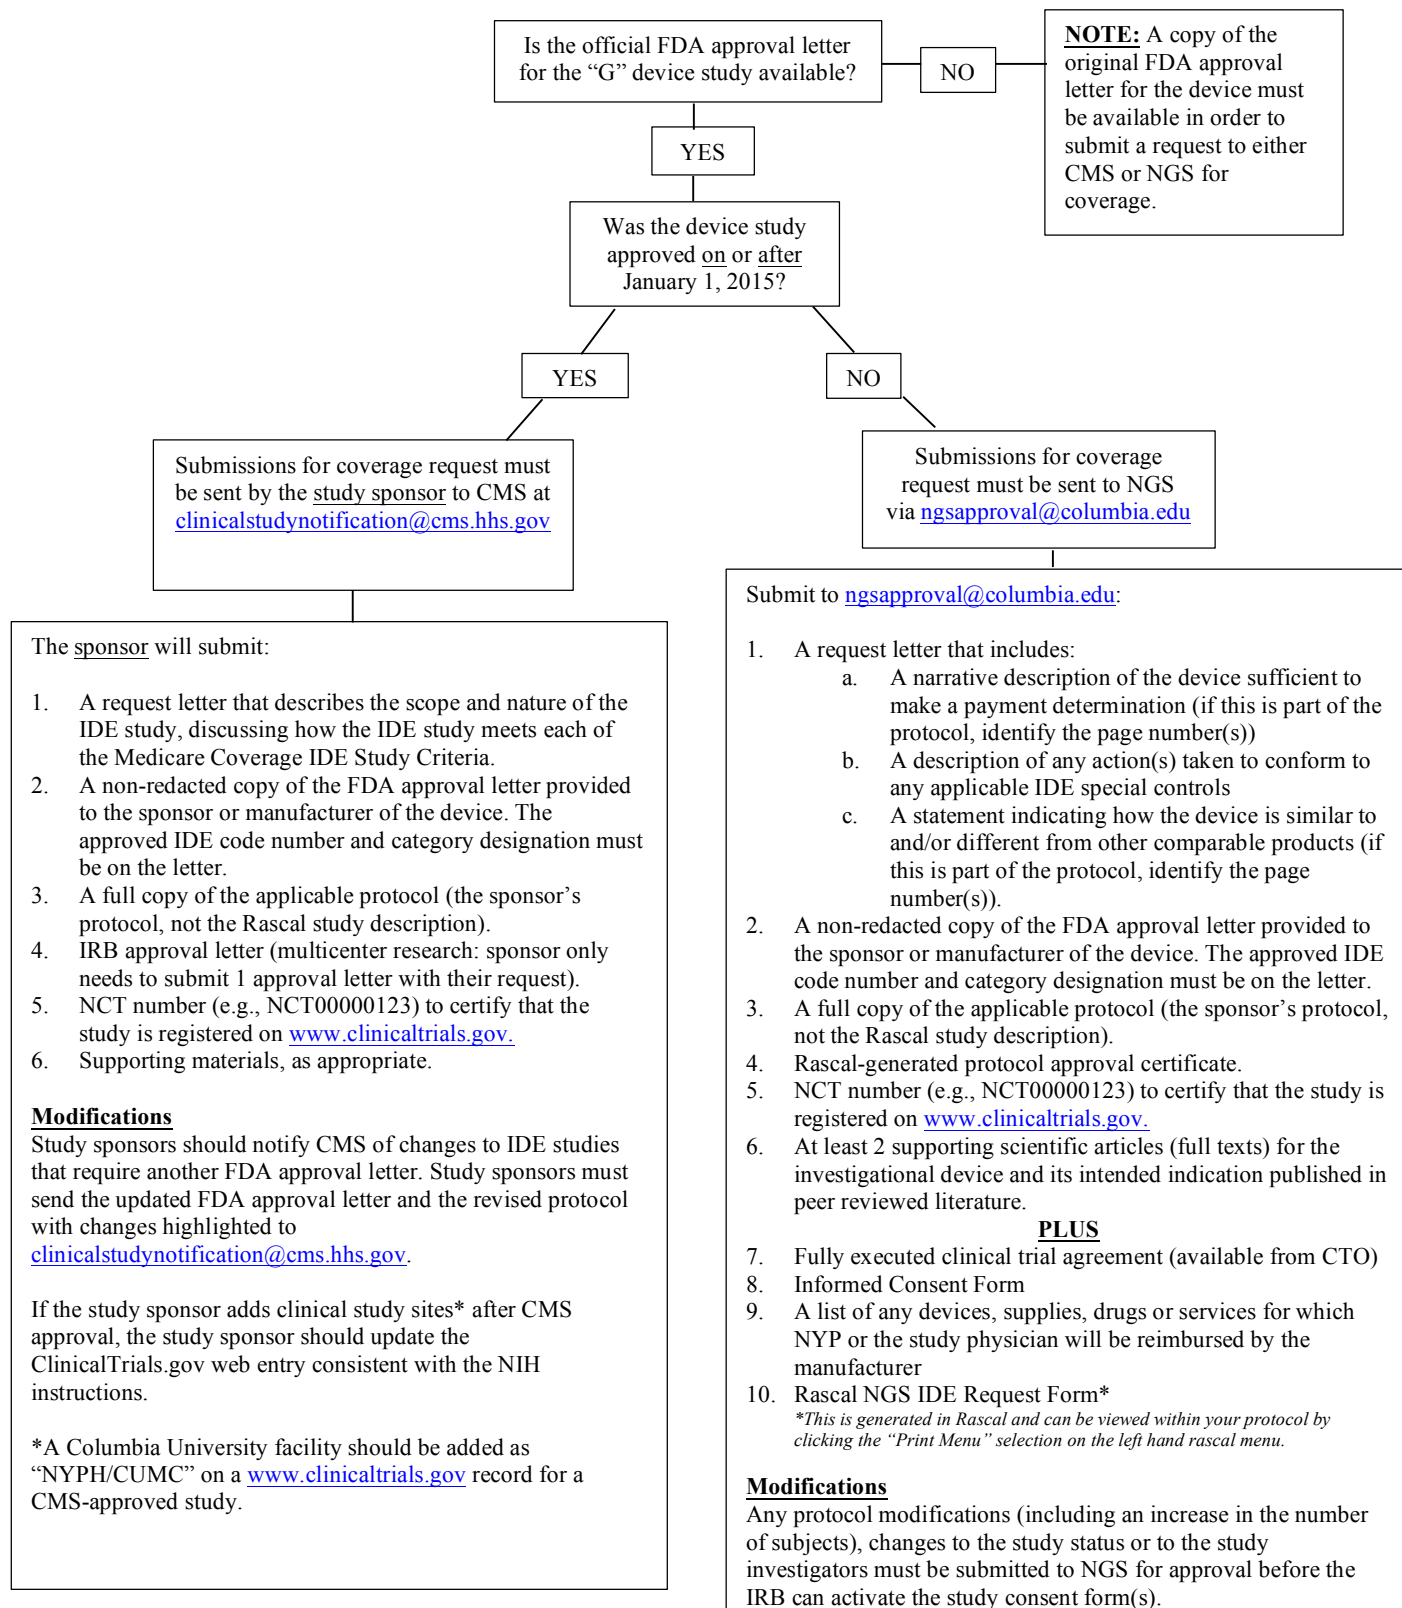 Is the official FDA approval letter
for the “G” device study available?
NO
NOTE: A copy of the
original FDA approval
letter for the device must
be available in order to
submit a request to either
CMS or NGS for
coverage.
YES
Was the device study
approved on or after
January 1, 2015?
YES
NO
Submissions for coverage request must
be sent by the study sponsor to CMS at
clinicalstudynotification@cms.hhs.gov
Submissions for coverage
request must be sent to NGS
via ngsapproval@columbia.edu
The sponsor will submit:
1. A request letter that describes the scope and nature of the
IDE study, discussing how the IDE study meets each of
the Medicare Coverage IDE Study Criteria.
2. A non-redacted copy of the FDA approval letter provided
to the sponsor or manufacturer of the device. The
approved IDE code number and category designation must
be on the letter.
3. A full copy of the applicable protocol (the sponsor’s
protocol, not the Rascal study description).
4. IRB approval letter (multicenter research: sponsor only
needs to submit 1 approval letter with their request).
5. NCT number (e.g., NCT00000123) to certify that the
study is registered on www.clinicaltrials.gov.
6. Supporting materials, as appropriate.
Modifications
Study sponsors should notify CMS of changes to IDE studies
that require another FDA approval letter. Study sponsors must
send the updated FDA approval letter and the revised protocol
with changes highlighted to
clinicalstudynotification@cms.hhs.gov.
If the study sponsor adds clinical study sites* after CMS
approval, the study sponsor should update the
ClinicalTrials.gov web entry consistent with the NIH
instructions.
*A Columbia University facility should be added as
“NYPH/CUMC” on a www.clinicaltrials.gov record for a
CMS-approved study.
Submit to ngsapproval@columbia.edu:
1. A request letter that includes:
a. A narrative description of the device sufficient to
make a payment determination (if this is part of the
protocol, identify the page number(s))
b. A description of any action(s) taken to conform to
any applicable IDE special controls
c. A statement indicating how the device is similar to
and/or different from other comparable products (if
this is part of the protocol, identify the page
number(s)).
2. A non-redacted copy of the FDA approval letter provided to
the sponsor or manufacturer of the device. The approved IDE
code number and category designation must be on the letter.
3. A full copy of the applicable protocol (the sponsor’s protocol,
not the Rascal study description).
4. Rascal-generated protocol approval certificate.
5. NCT number (e.g., NCT00000123) to certify that the study is
registered on www.clinicaltrials.gov.
6. At least 2 supporting scientific articles (full texts) for the
investigational device and its intended indication published in
peer reviewed literature.
PLUS
7. Fully executed clinical trial agreement (available from CTO)
8. Informed Consent Form
9. A list of any devices, supplies, drugs or services for which
NYP or the study physician will be reimbursed by the
manufacturer
10. Rascal NGS IDE Request Form*
*This is generated in Rascal and can be viewed within your protocol by
clicking the “Print Menu” selection on the left hand rascal menu.
Modifications
Any protocol modifications (including an increase in the number
of subjects), changes to the study status or to the study
investigators must be submitted to NGS for approval before the
IRB can activate the study consent form(s).